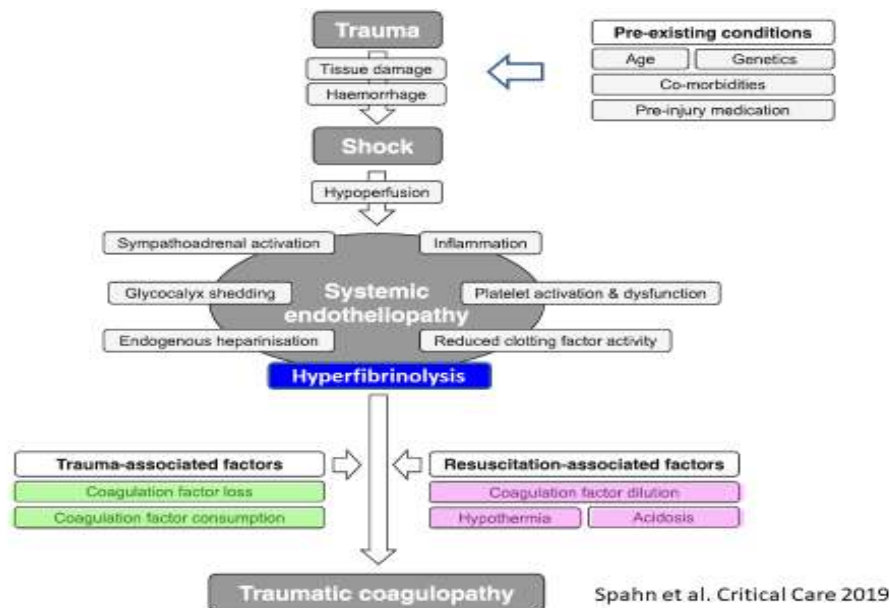 Trauma
Pre-existing conditions
Tissue damage
Age
Genetics
Haemorrhage
Co-morbidities
Pre-injury medication
Shock
Hypoperfusion
Sympathoadrenal activation
Inflammation
Glycocalyx shedding
Systemic
endotheliopathy
Platelet activation & dysfunction
Endogenous heparinisation
Reduced clotting factor activity
Hyperfibrinolysis
Trauma-associated factors
Resuscitation-associated factors
Coagulation factor loss
Coagulation factor dilution
Coagulation factor consumption
Hypothermia
Acidosis
Traumatic coagulopathy
Spahn et al. Critical Care 2019